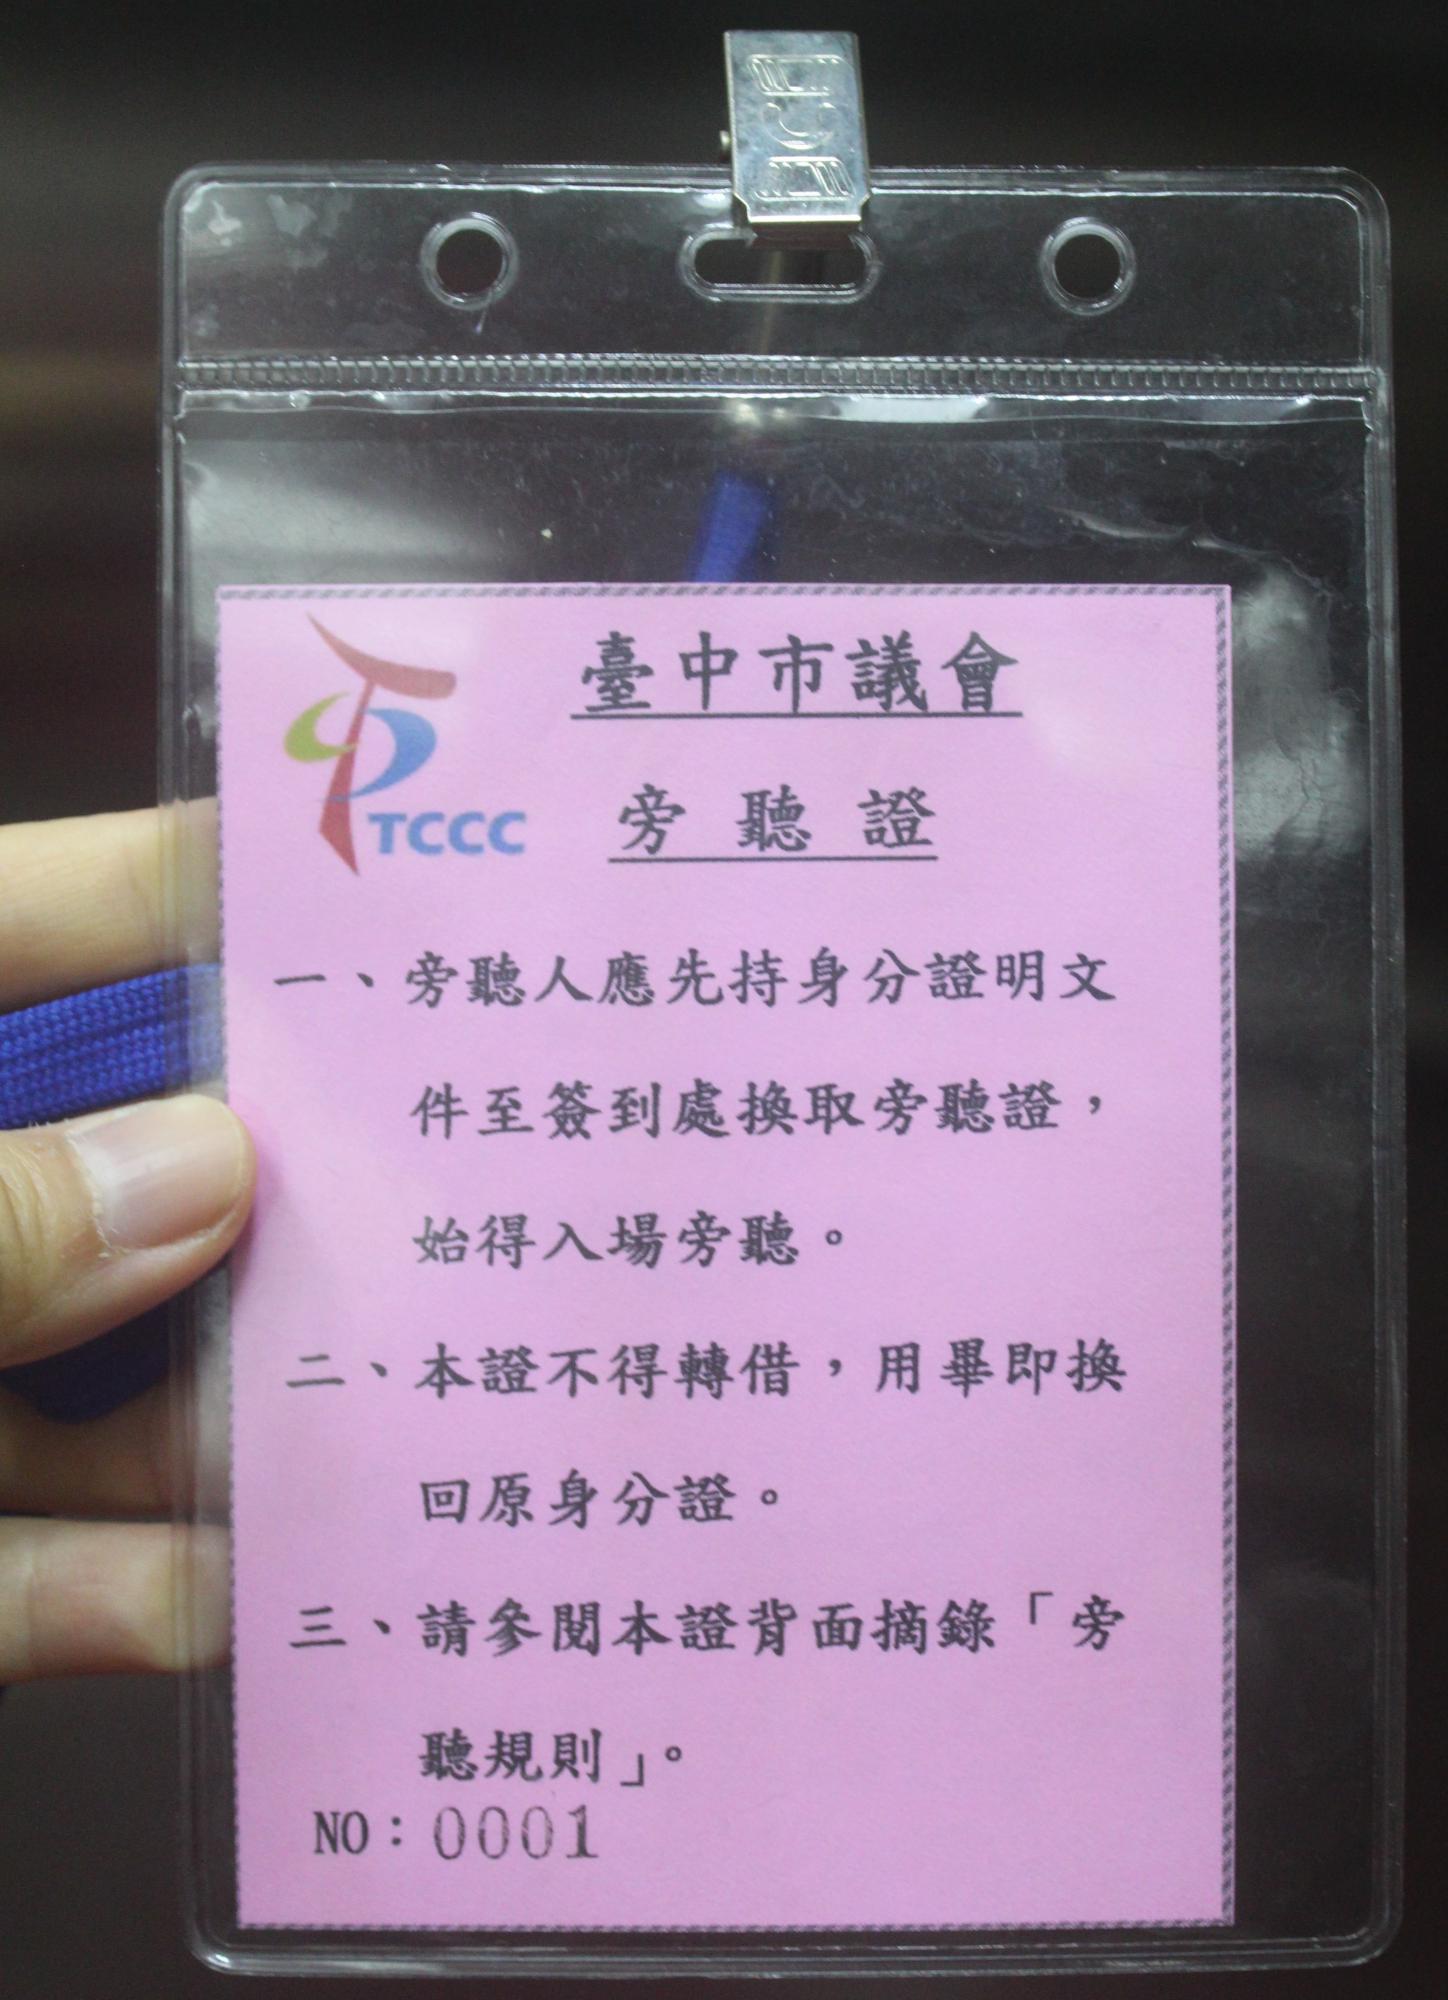 臺中市議會
TCCC
旁聽證
一、旁聽人應先持身分證明文
件至簽到處換取旁聽證，
始得入場旁聽。
二、本證不得轉借，用畢即換
回原身分證。
三、請參閱本證背面摘錄「旁
聽規則」。
NO：0001